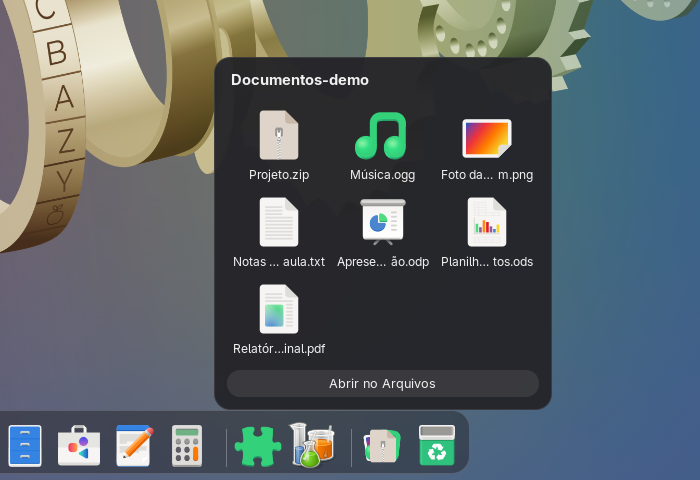 C
B
A
Z
Y
Documentos-demo
Projeto.zip
Música.ogg
Foto da... m.png
Notas ... aula.txt
Aprese... ão.odp
Planilh... tos.ods
Relatór...inal.pdf
Abrir no Arquivos